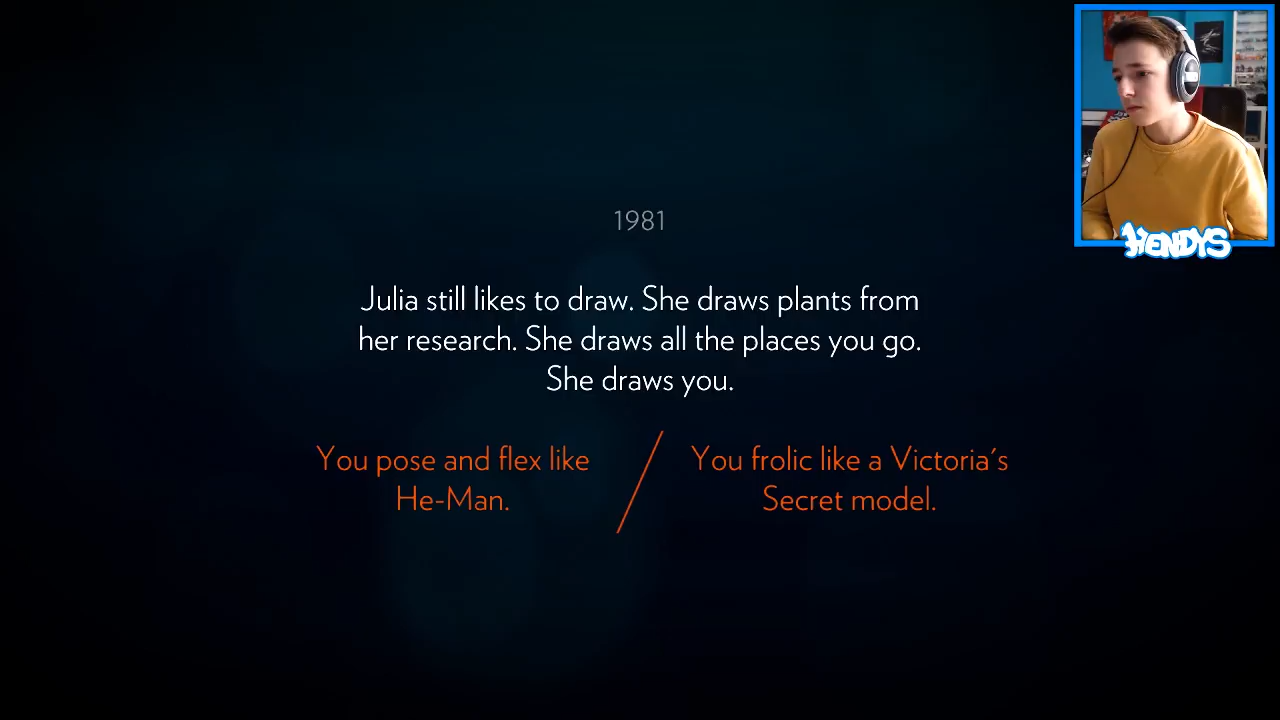 HENDYS
1981
Julia still likes to draw. She draws plants from
her research. She draws all the places you go.
She draws you.
You pose and flex like
He-Man.
You frolic like a Victoria's
Secret model.